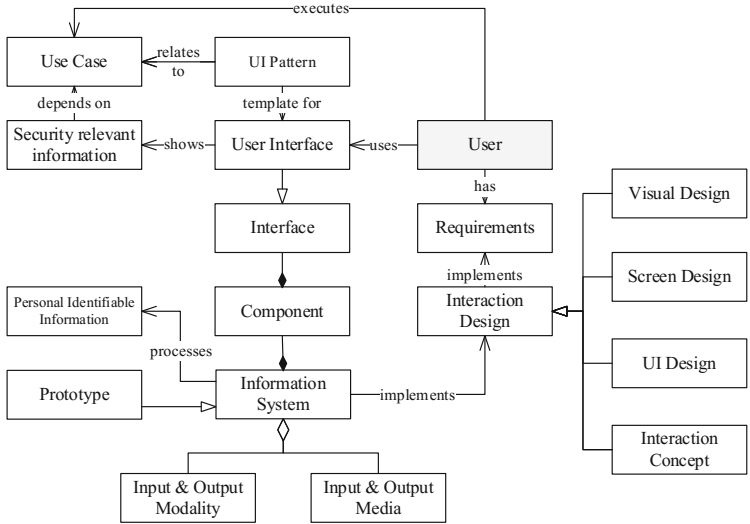 executes
Use Case
relates
to
UI Pattern
depends on
template for
Security relevant
information
shows
User Interface
uses
User
has
Visual Design
Interface
Requirements
implements
Screen Design
Personal Identifiable
Information
Component
Interaction
Design
processes
UI Design
Prototype
Information
System
implements
Interaction
Concept
Input & Output
Modality
Input & Output
Media